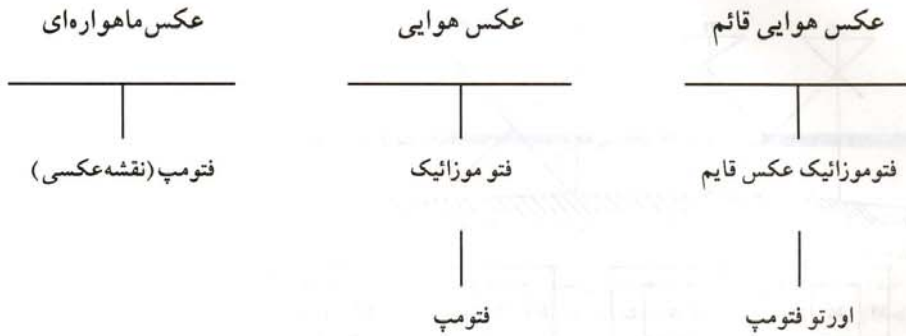 عکس هوایی قائم
عکس هوایی
عکس ماهواره‌ای
فتوموزائیک عکس قایم
فتو موزائیک
فتومپ (نقشه عکسی)
اورتو فتومپ
فتومپ